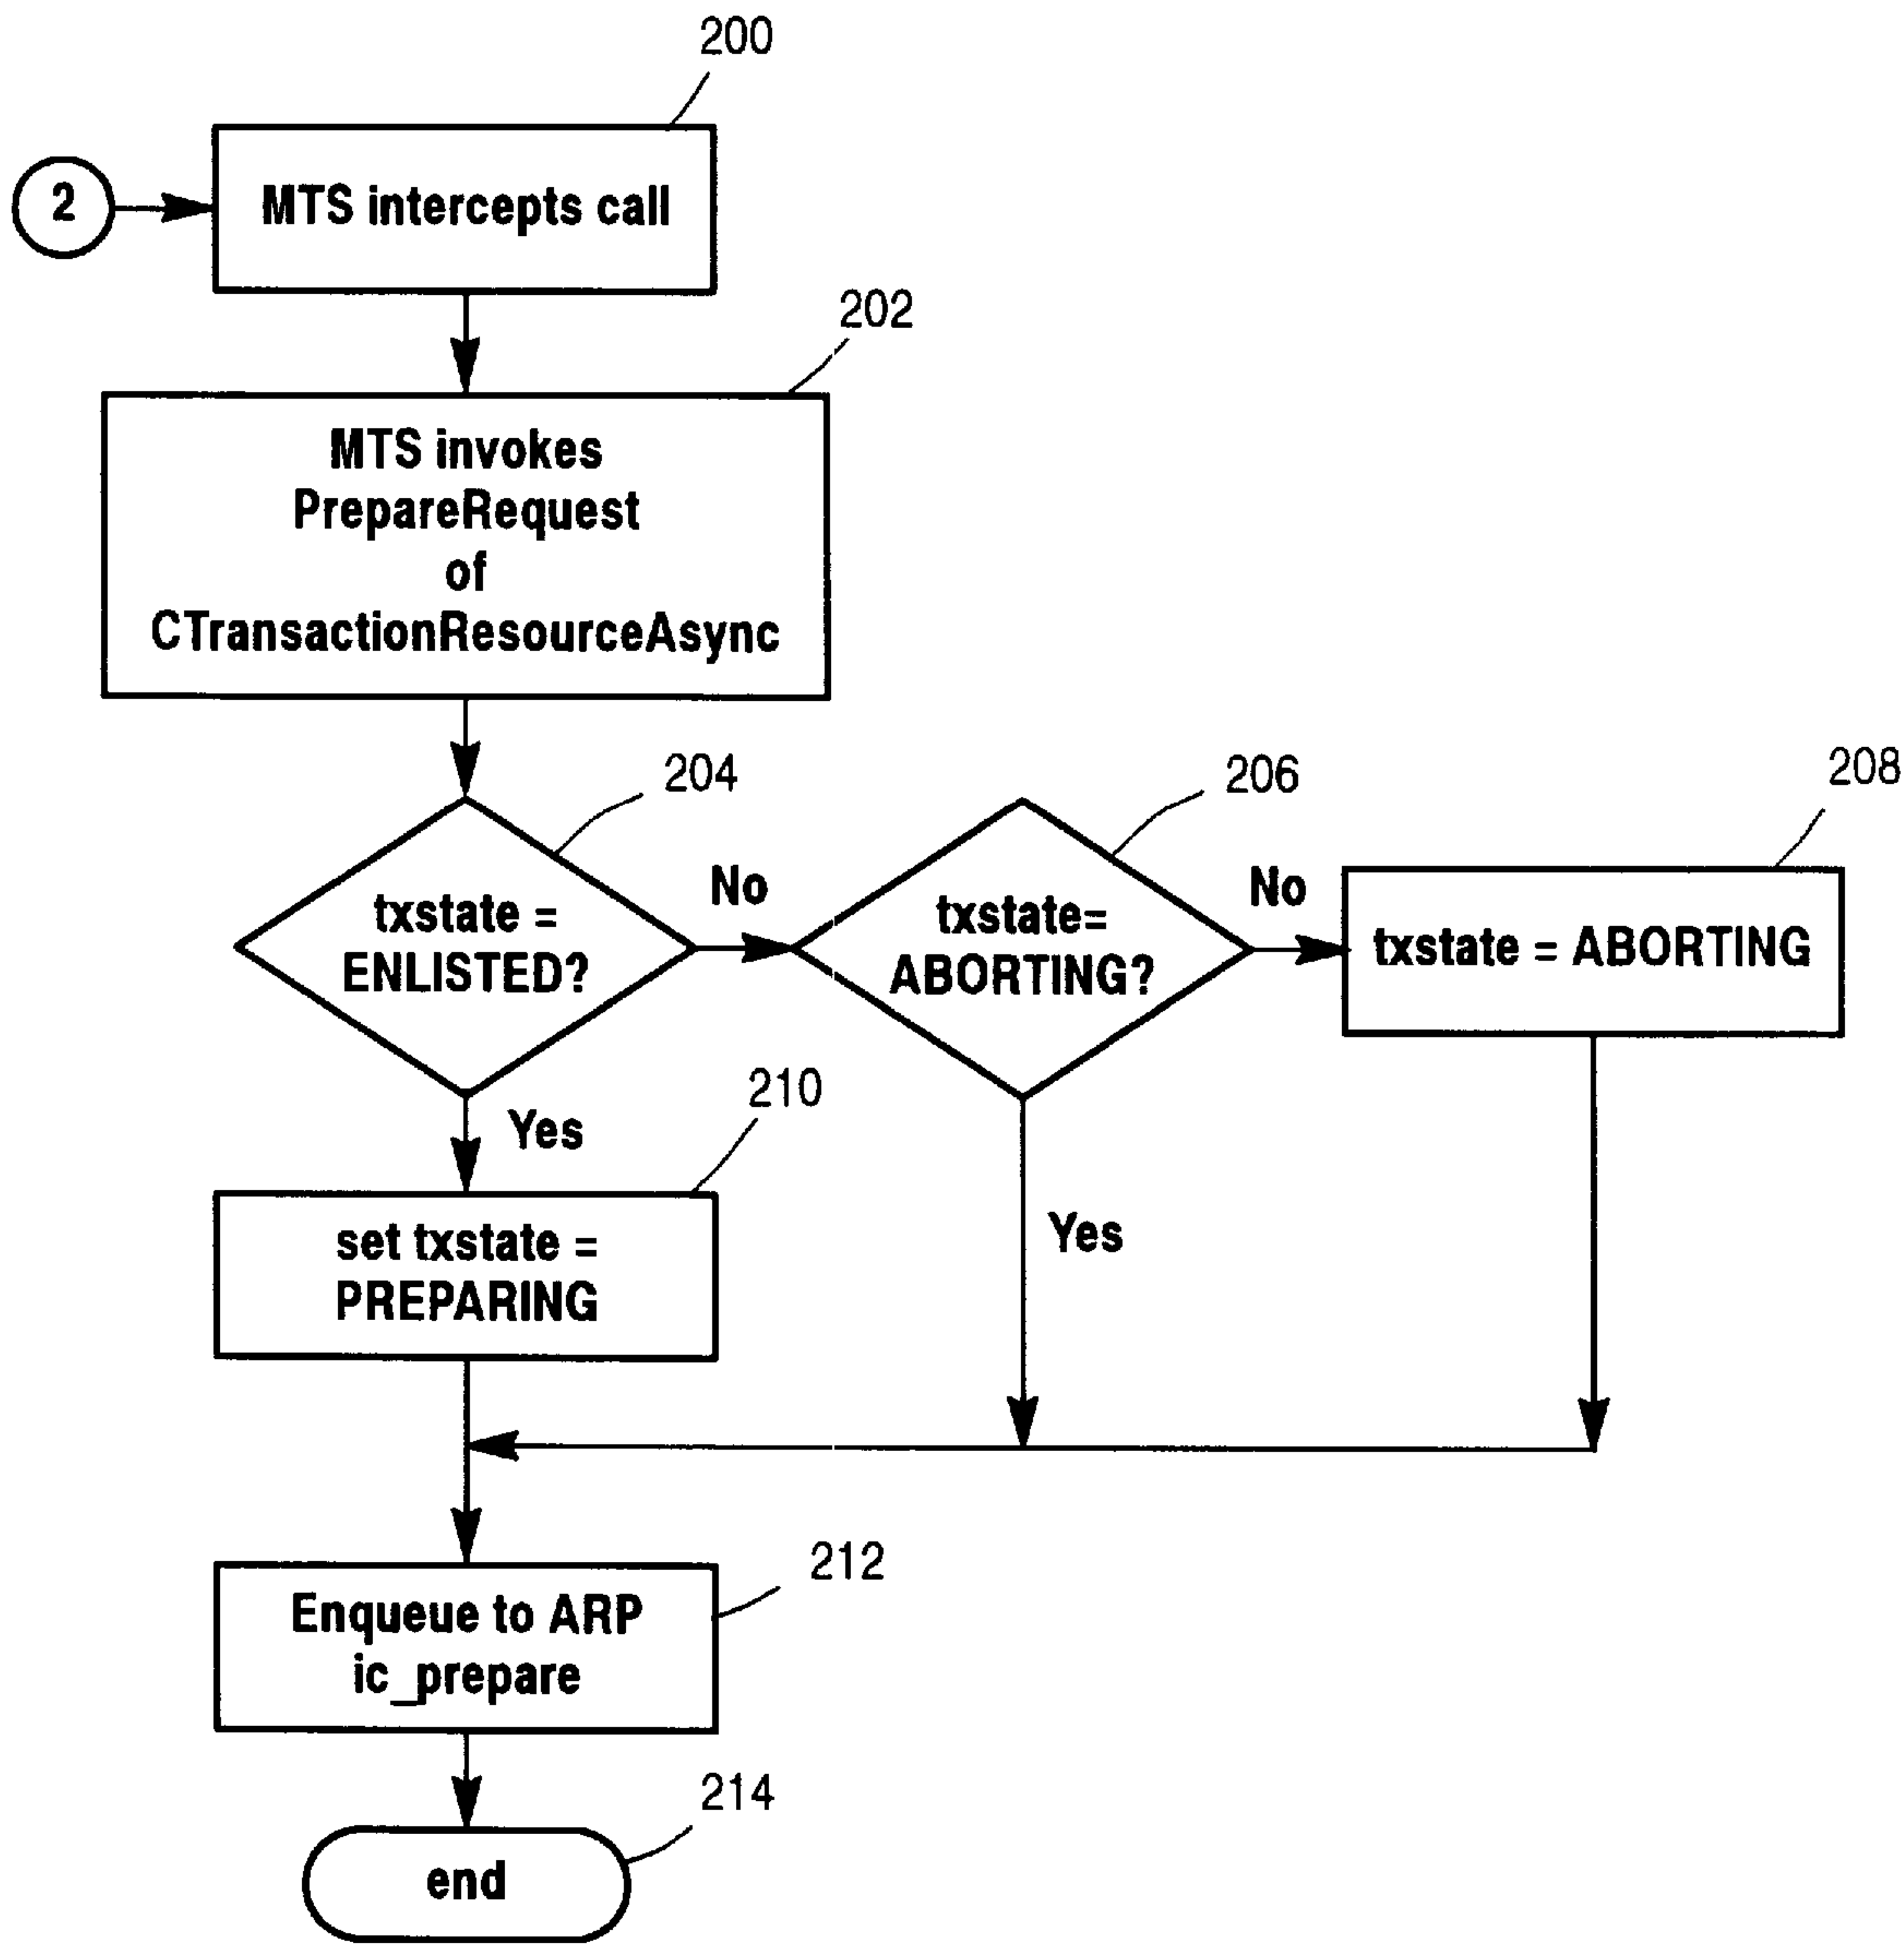 200
2
MTS intercepts call
202
MTS invokes
PrepareRequest
of
CTransactionResourceAsync
204
206
208
txstate =
ENLISTED?
No
txstate=
ABORTING?
No
txstate = ABORTING
210
Yes
set txstate =
PREPARING
Yes
212
Enqueue to ARP
ic_prepare
214
end